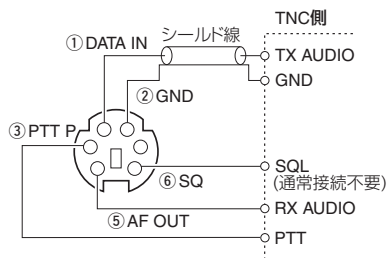 TNC側
シールド線
①DATA IN
TX AUDIO
②GND
GND
③PTT P
SQL
(通常接続不要)
⑥SQ
RX AUDIO
⑤AF OUT
PTT